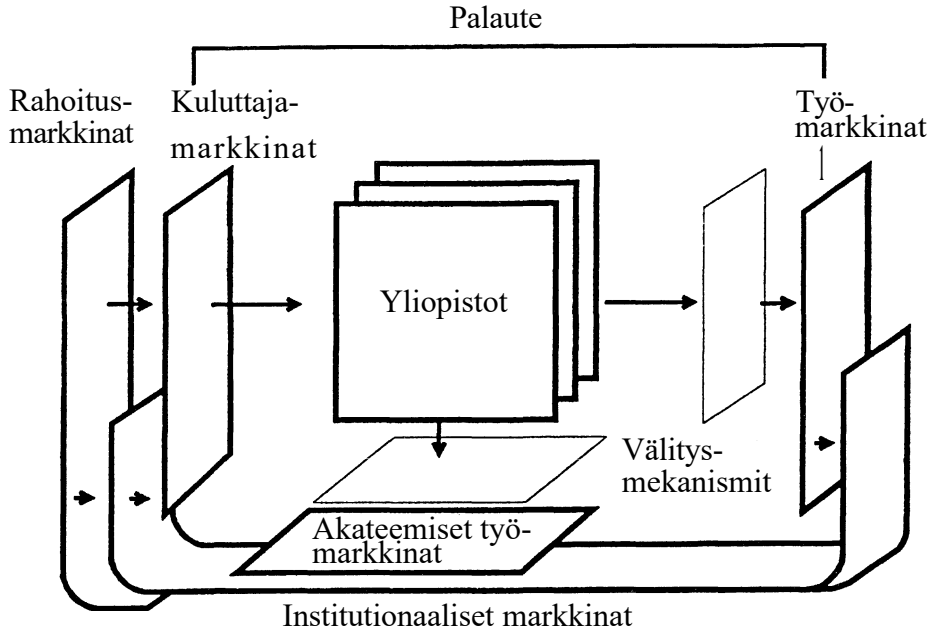 Palaute
Rahoitus-
markkinat
Kuluttaja-
markkinat
Työ-
markkinat
Yliopistot
Välitys-
mekanismit
Akateemiset työ-
markkinat
Institutionaaliset markkinat